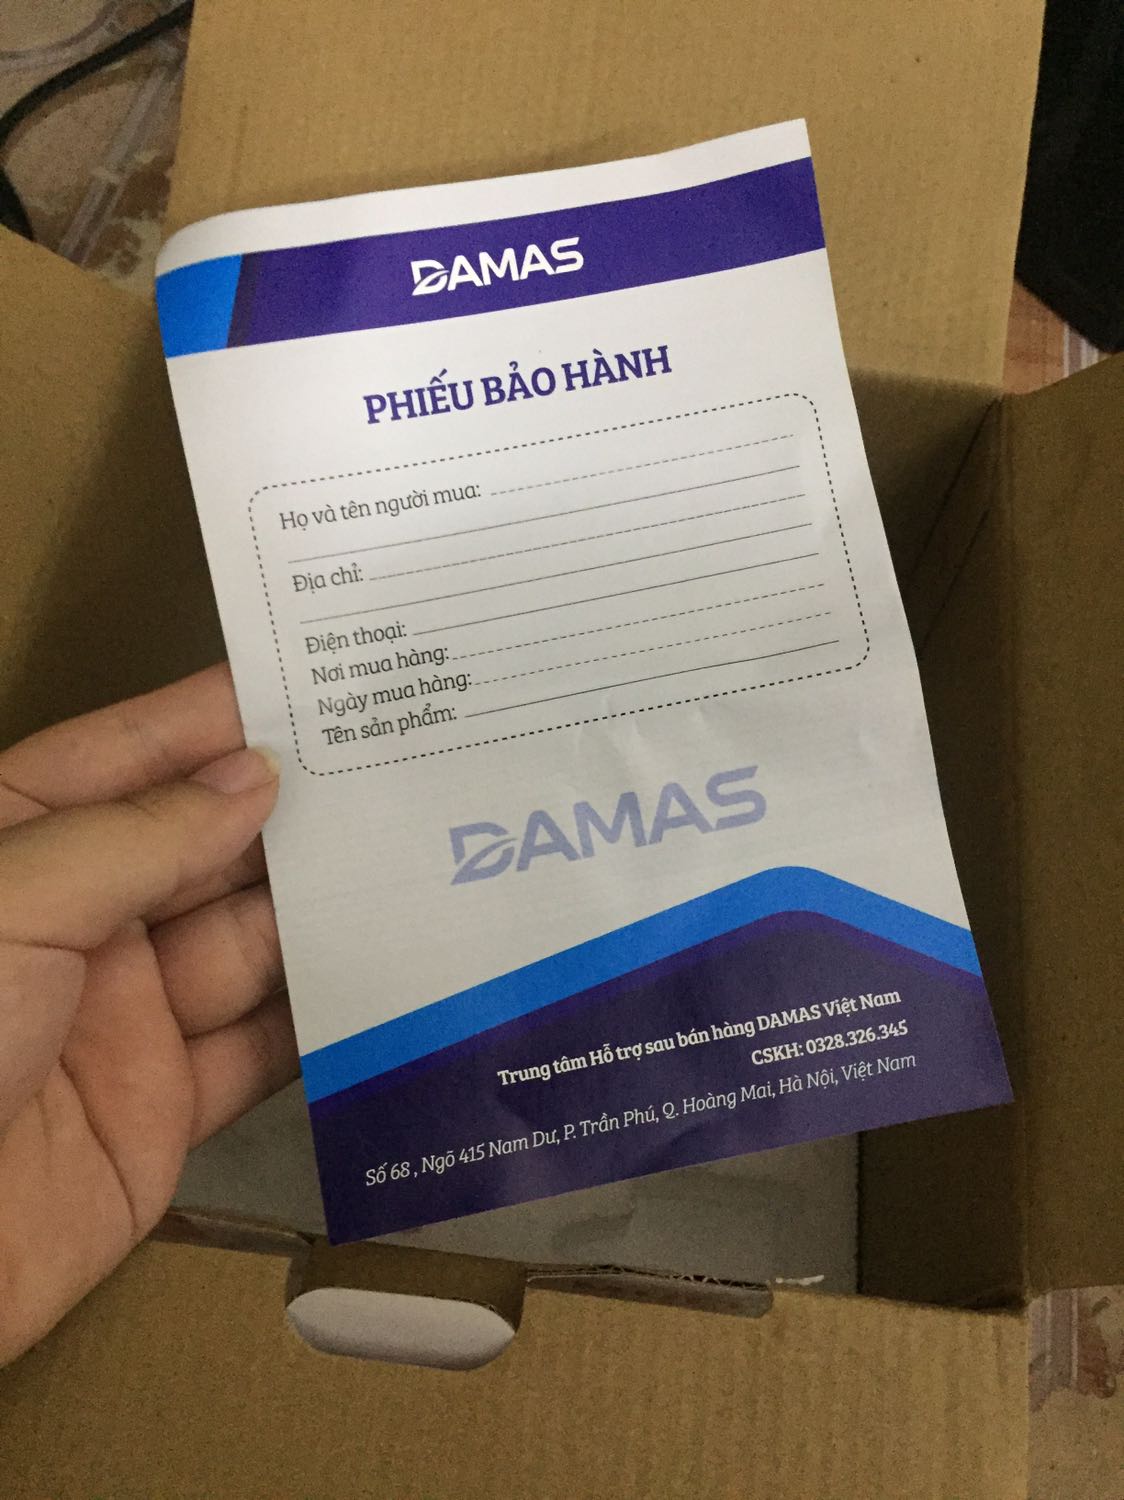 DAMAS
PHIẾU BẢO HÀNH
Họ và tên người mua:
Địa chỉ:
Điện thoại:
Nơi mua hàng:
Ngày mua hàng:
Tên sản phẩm:
DAMAS
Trung tâm Hỗ trợ sau bán hàng DAMAS Việt Nam
CSKH: 0328.326.345
Số 68 , Ngõ 415 Nam Dư, P. Trần Phú, Q. Hoàng Mai, Hà Nội, Việt Nam